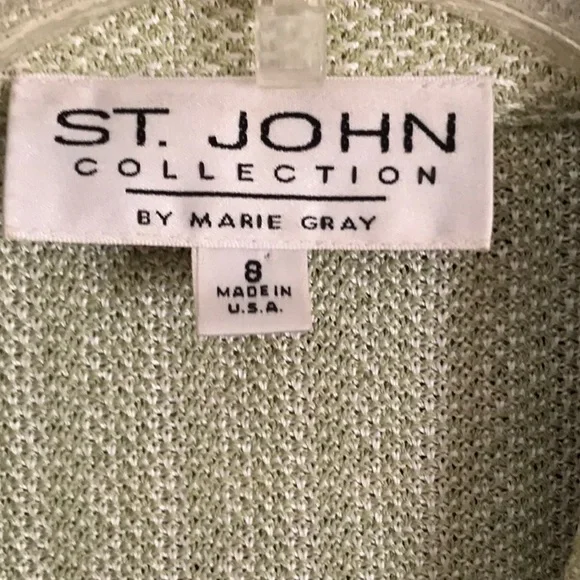 ST. JOHN
COLLECTION
BY MARIE GRAY
8
MADE IN
U.S.A.